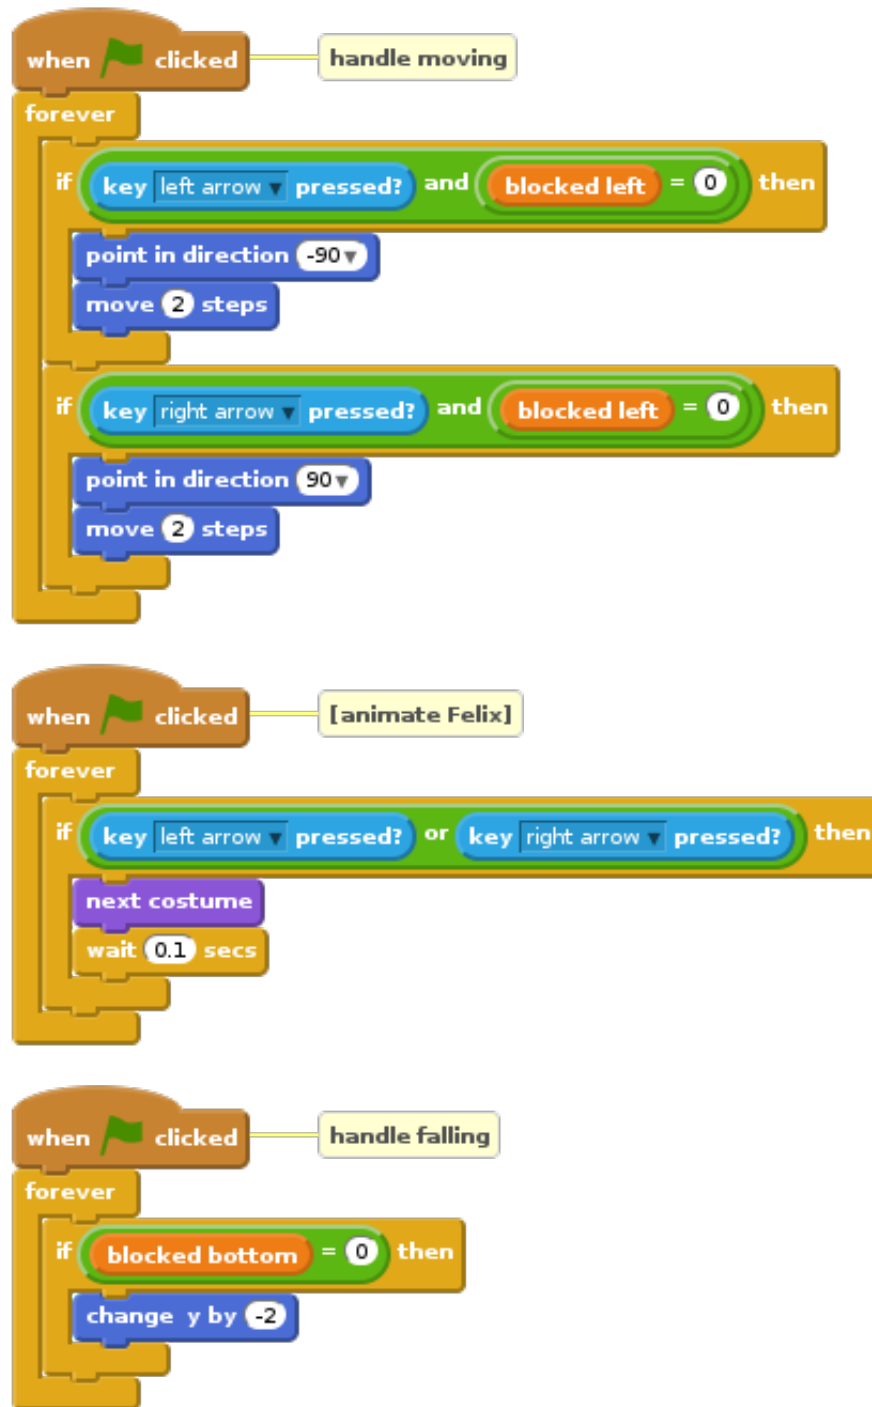 when clicked handle moving
forever
if key left arrow pressed? and blocked left = 0 then
point in direction -90
move 2 steps
if key right arrow pressed? and blocked left = 0 then
point in direction 90
move 2 steps
when clicked [animate Felix]
forever
if key left arrow pressed? or key right arrow pressed? then
next costume
wait 0.1 secs
when clicked handle falling
forever
if blocked bottom = 0 then
change y by -2